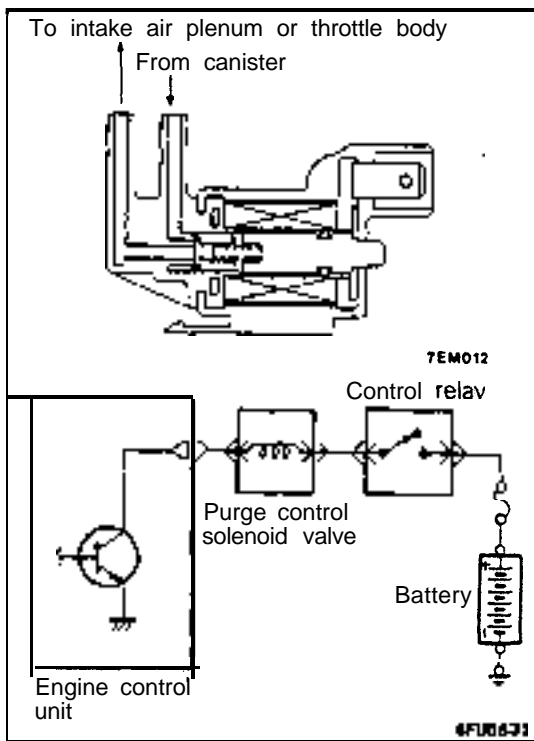 To intake air plenum or throttle body
From canister
7EM012
Control relav
Purge control
solenoid valve
Battery
Engine control
unit